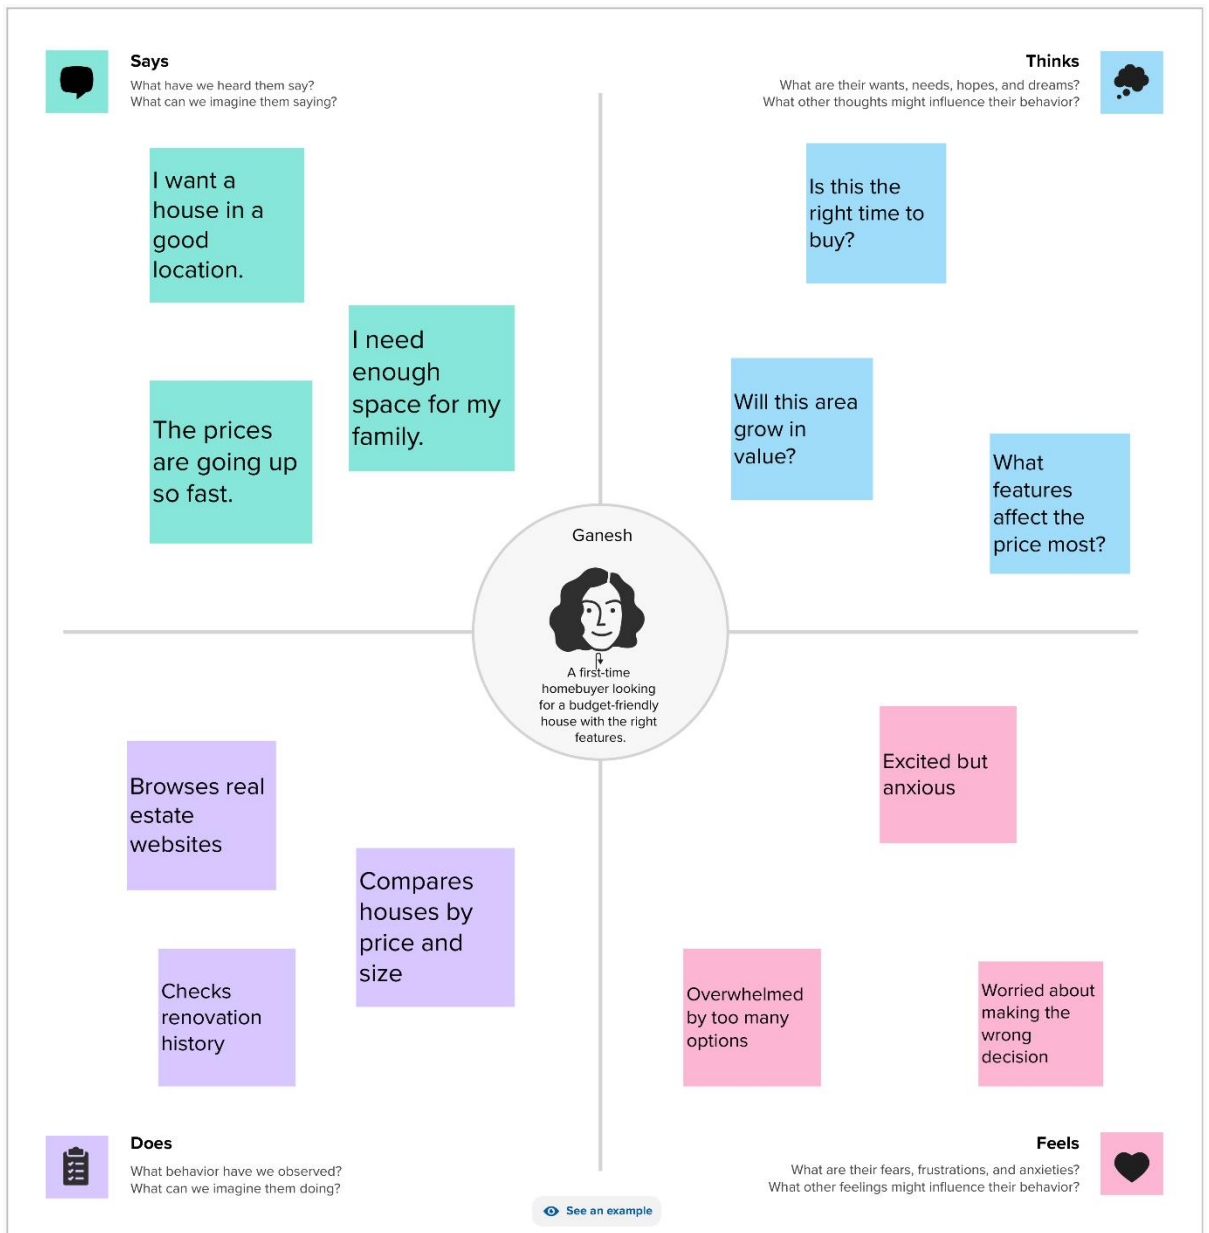 Says
What have we heard them say?
What can we imagine them saying?
I want a
house in a
good
location.
I need
enough
space for my
family.
The prices
are going up
so fast.
Thinks
What are their wants, needs, hopes, and dreams?
What other thoughts might influence their behavior?
Is this the
right time to
buy?
Will this area
grow in
value?
What
features
affect the
price most?
Ganesh
A first-time
homebuyer looking
for a budget-friendly
house with the right
features.
Browses real
estate
websites
Compares
houses by
price and
size
Checks
renovation
history
Does
What behavior have we observed?
What can we imagine them doing?
Excited but
anxious
Overwhelmed
by too many
options
Worried about
making the
wrong
decision
Feels
What are their fears, frustrations, and anxieties?
What other feelings might influence their behavior?
See an example